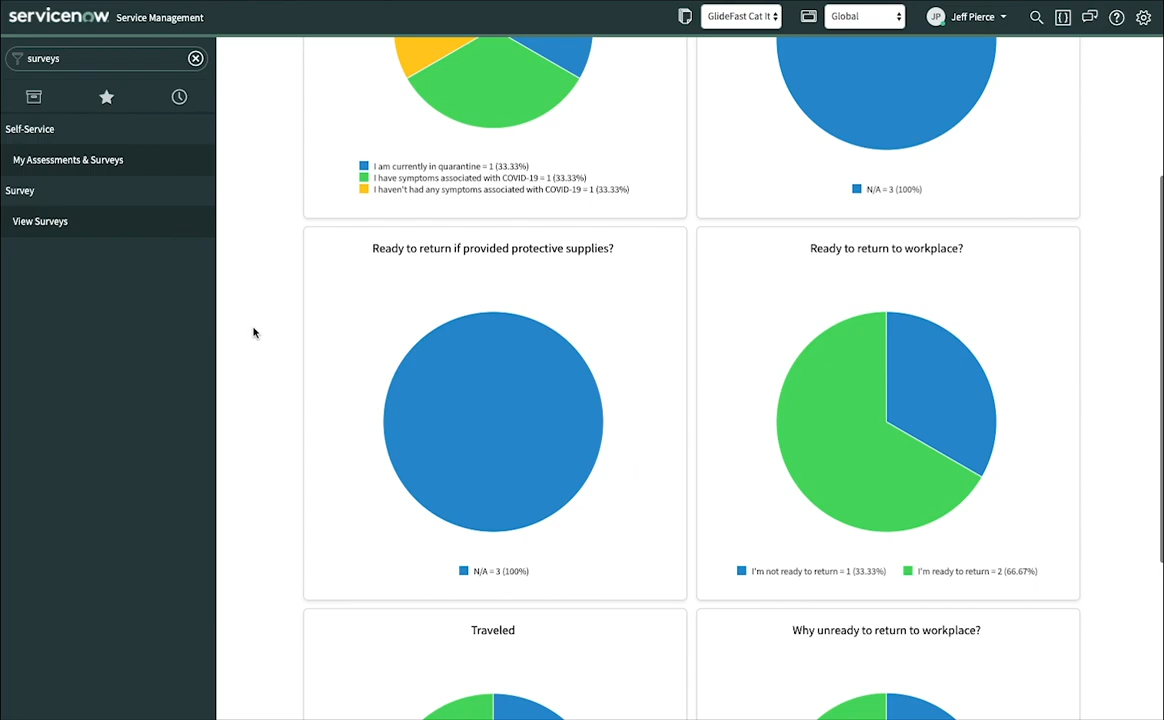 servicenow Service Management
GlideFast Cat It
Global
JP
Jeff Pierce
surveys
Self-Service
My Assessments & Surveys
Survey
View Surveys
I am currently in quarantine = 1 (33.33%)
I have symptoms associated with COVID-19 = 1 (33.33%)
I haven't had any symptoms associated with COVID-19 = 1 (33.33%)
N/A = 3 (100%)
Ready to return if provided protective supplies?
N/A = 3 (100%)
Ready to return to workplace?
I'm not ready to return = 1 (33.33%)
I'm ready to return = 2 (66.67%)
Traveled
Why unready to return to workplace?